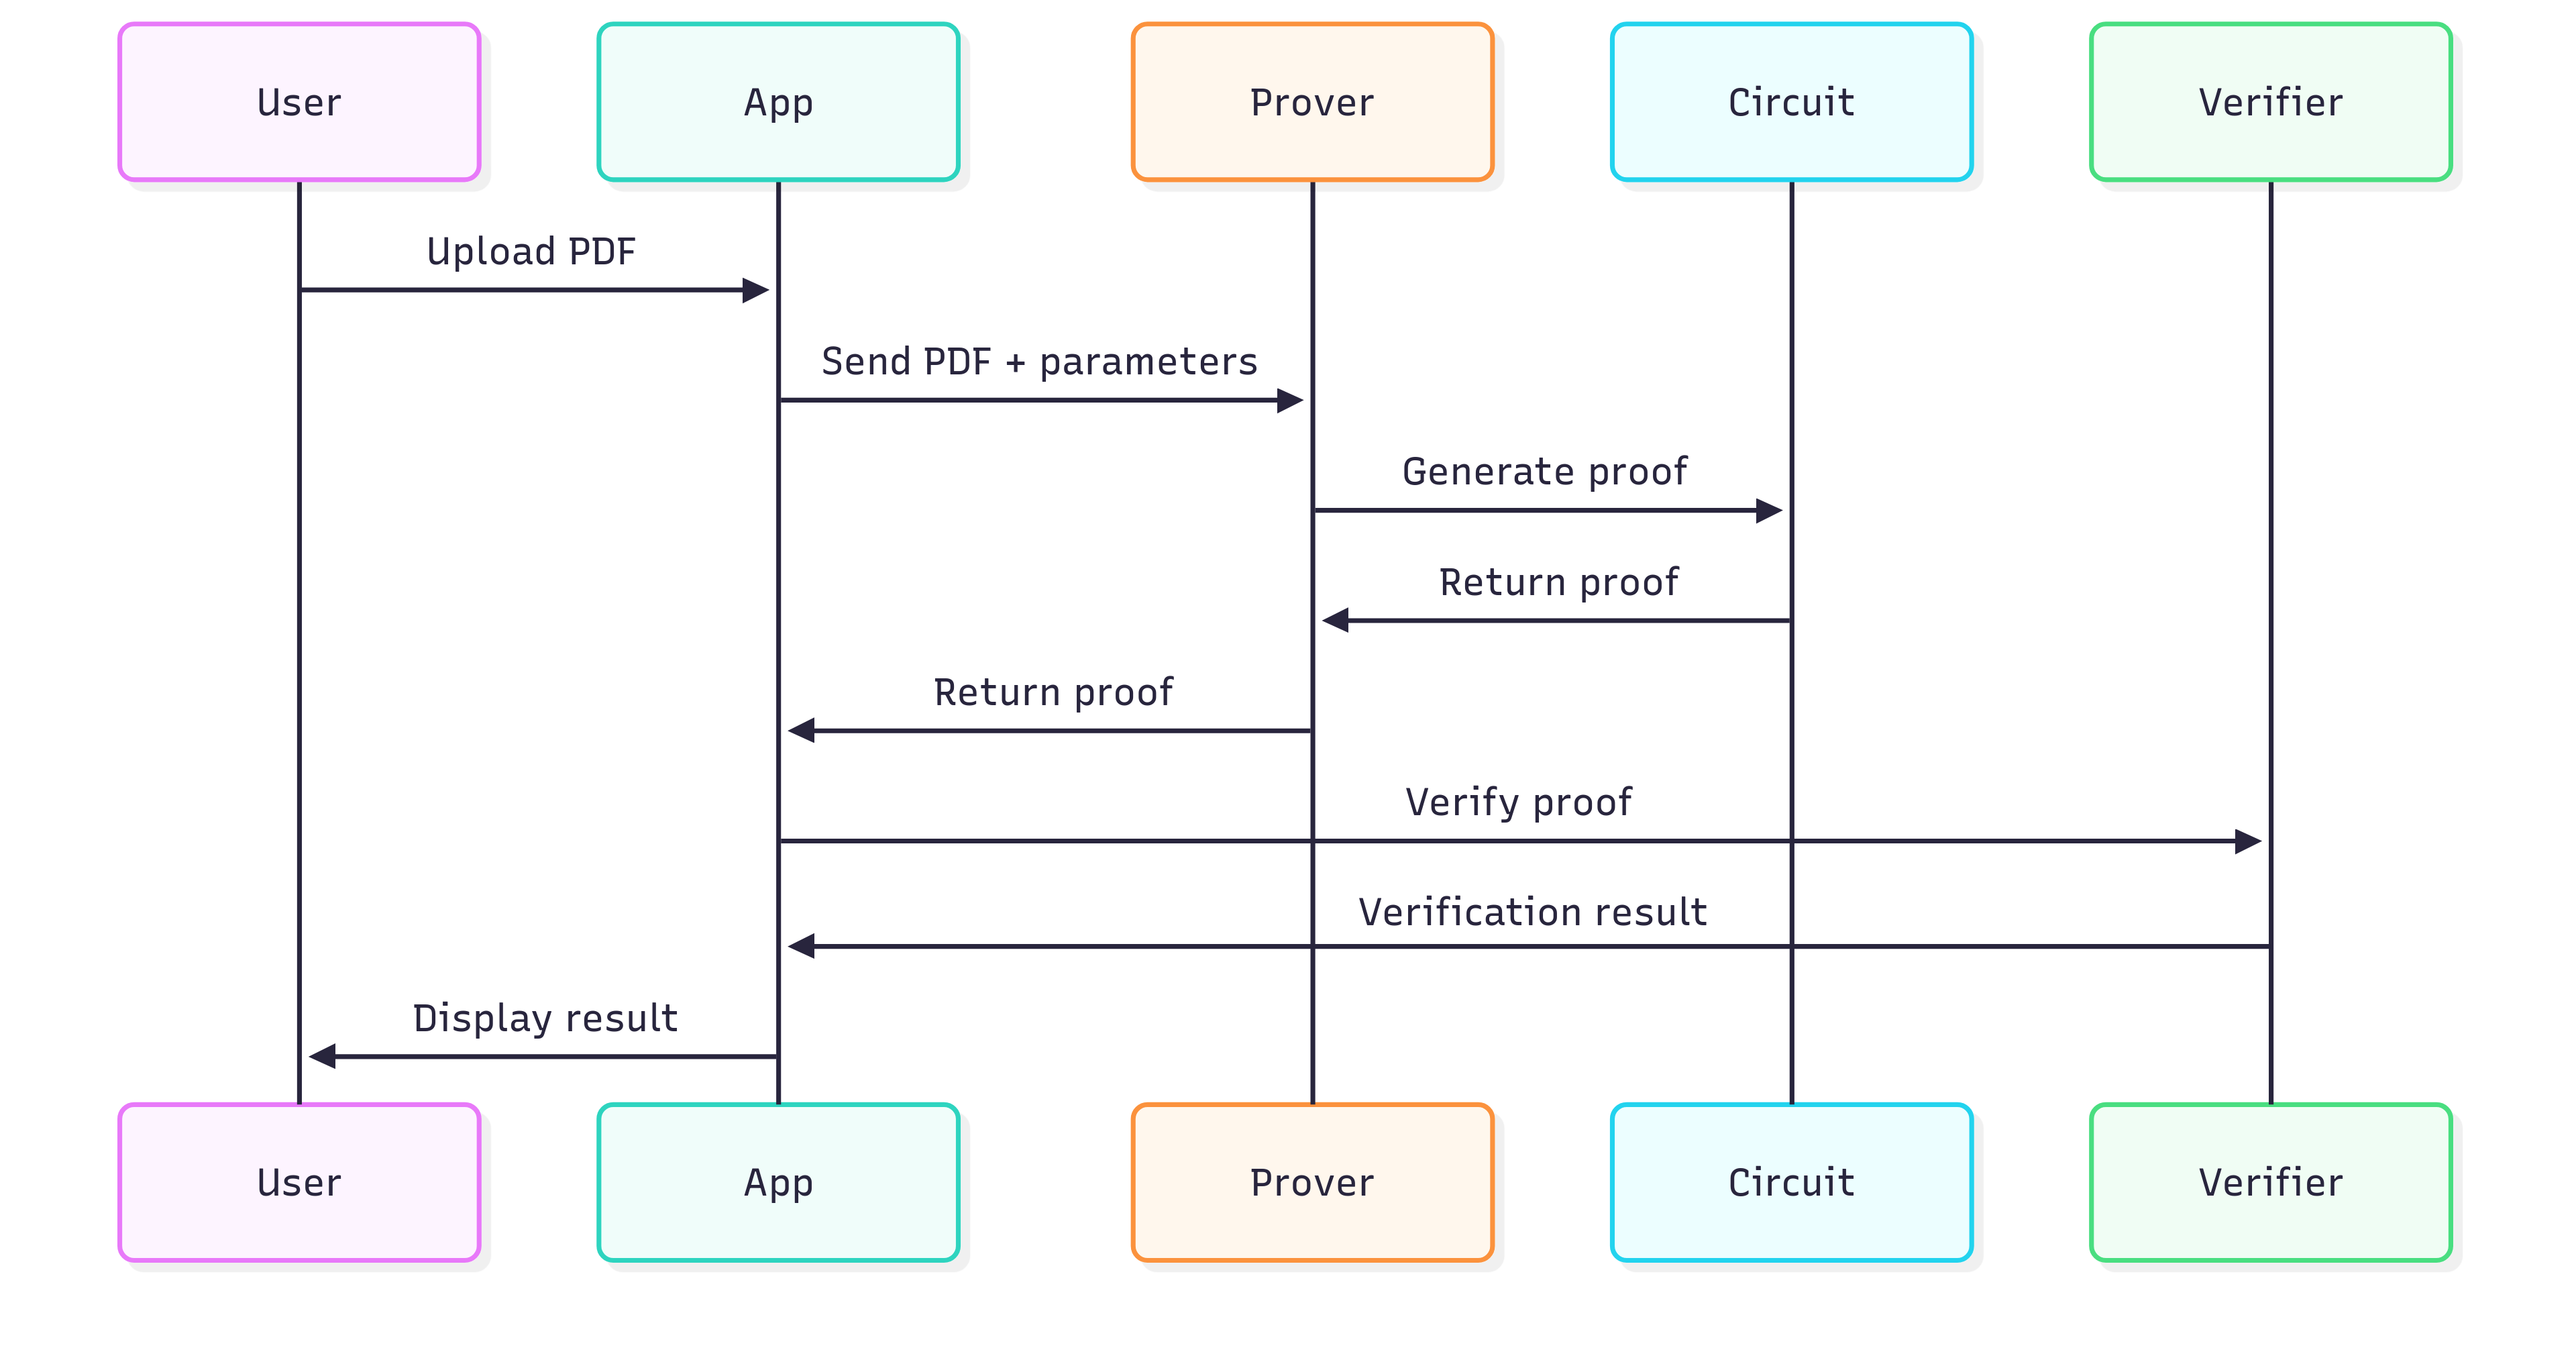 User
App
Prover
Circuit
Verifier
Upload PDF
Send PDF + parameters
Generate proof
Return proof
Return proof
Verify proof
Verification result
Display result
User
App
Prover
Circuit
Verifier